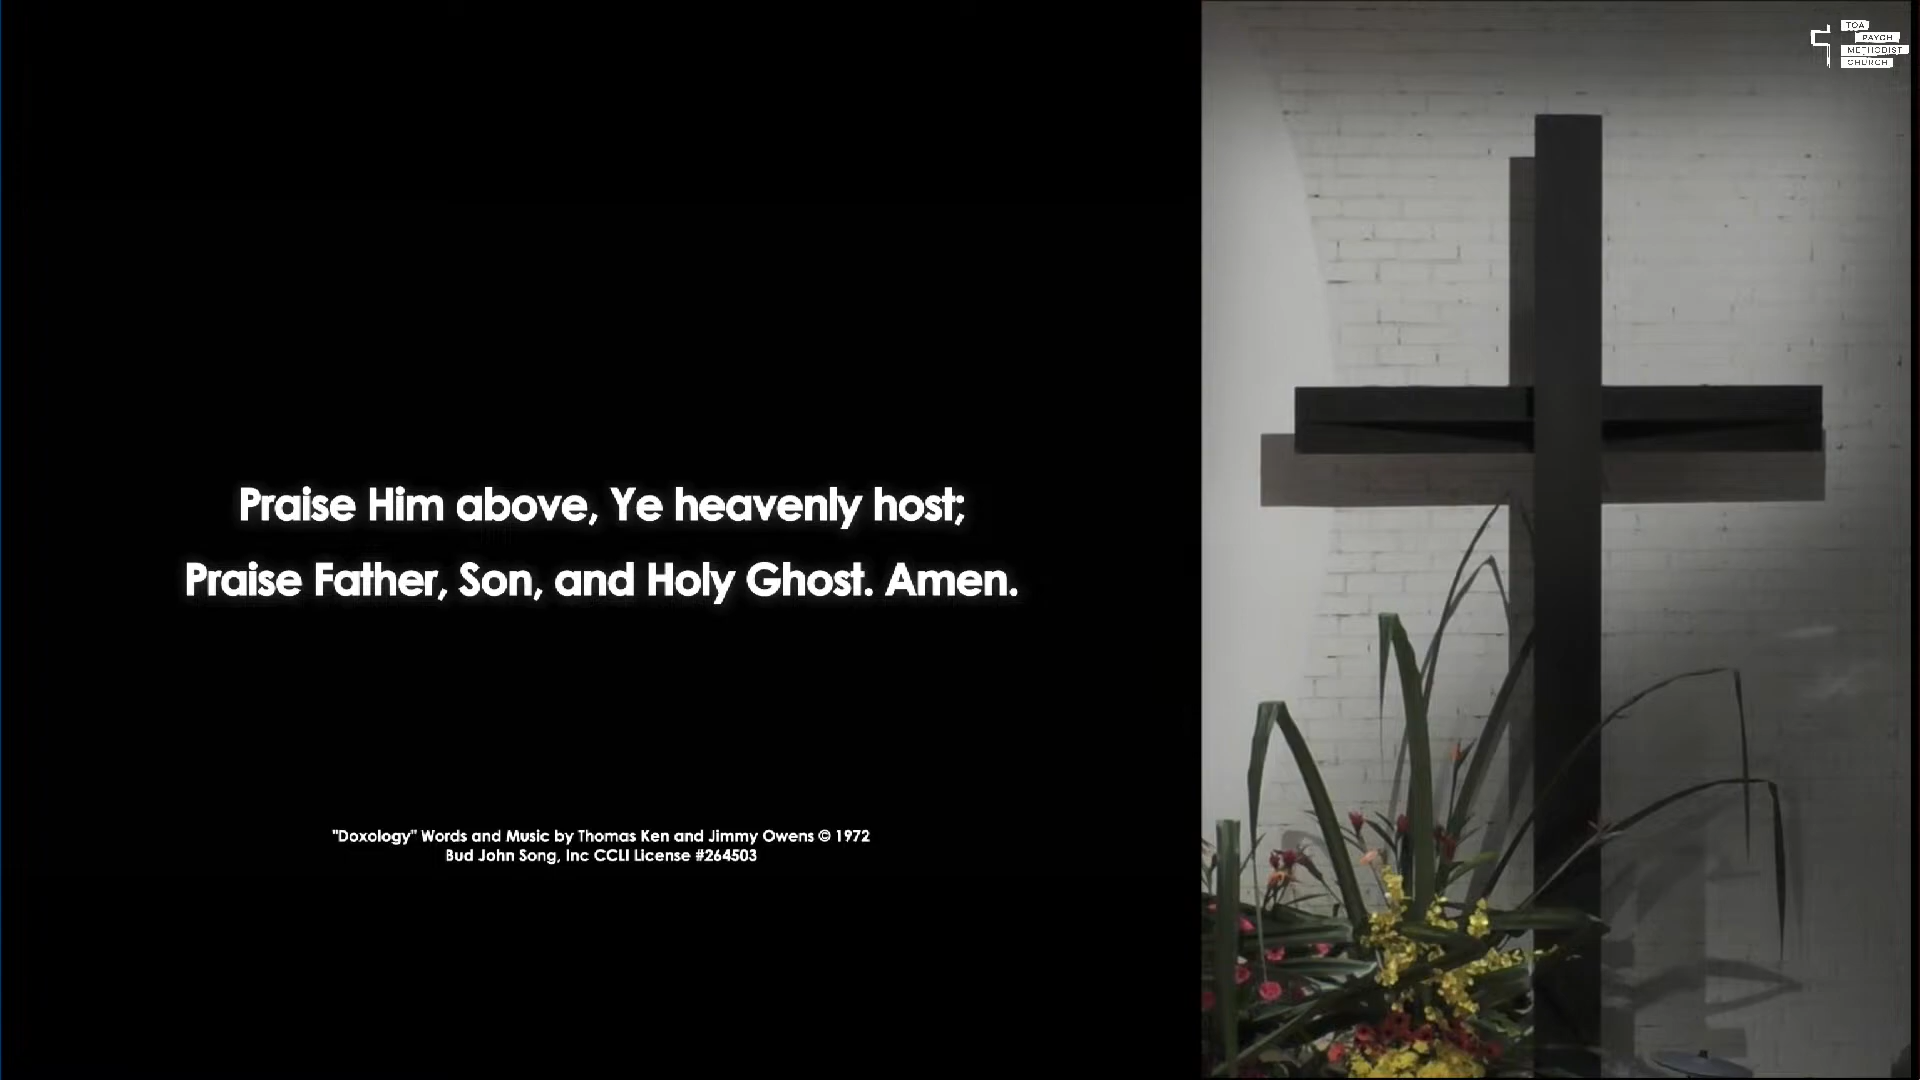 TOA
PAYOH
METHODIST
CHURCH
Praise Him above, Ye heavenly host;
Praise Father, Son, and Holy Ghost. Amen.
"Doxology" Words and Music by Thomas Ken and Jimmy Owens © 1972
Bud John Song, Inc CCLI License #264503